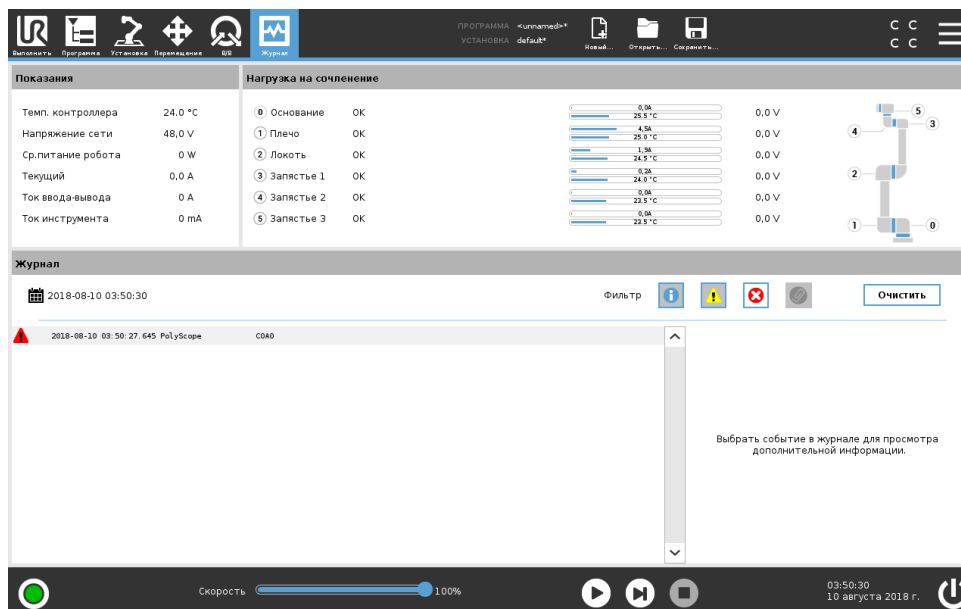 Выполнить Программа Установка Перемещение В/В Журнал
ПРОГРАММА <unnamed>*
УСТАНОВКА default*
Новый... Открыть... Сохранить...
C C
C C
Показания
Темп. контроллера 24.0 °C
Напряжение сети 48,0 V
Ср.питание робота 0 W
Текущий 0,0 A
Ток ввода-вывода 0 A
Ток инструмента 0 mA
Нагрузка на сочленение
0 Основание OK 0,0A 25.5 °C 0,0 V
1 Плечо OK 4,5A 25.0 °C 0,0 V
2 Локоть OK 1,9A 24.5 °C 0,0 V
3 Запястье 1 OK 0,2A 24.0 °C 0,0 V
4 Запястье 2 OK 0,0A 23.5 °C 0,0 V
5 Запястье 3 OK 0,0A 23.5 °C 0,0 V
5
3
4
2
1 0
Журнал
2018-08-10 03:50:30 Фильтр Очистить
2018-08-10 03:50:27.645 PolyScope C0A0
Выбрать событие в журнале для просмотра
дополнительной информации.
Скорость 100%
03:50:30
10 августа 2018 г.